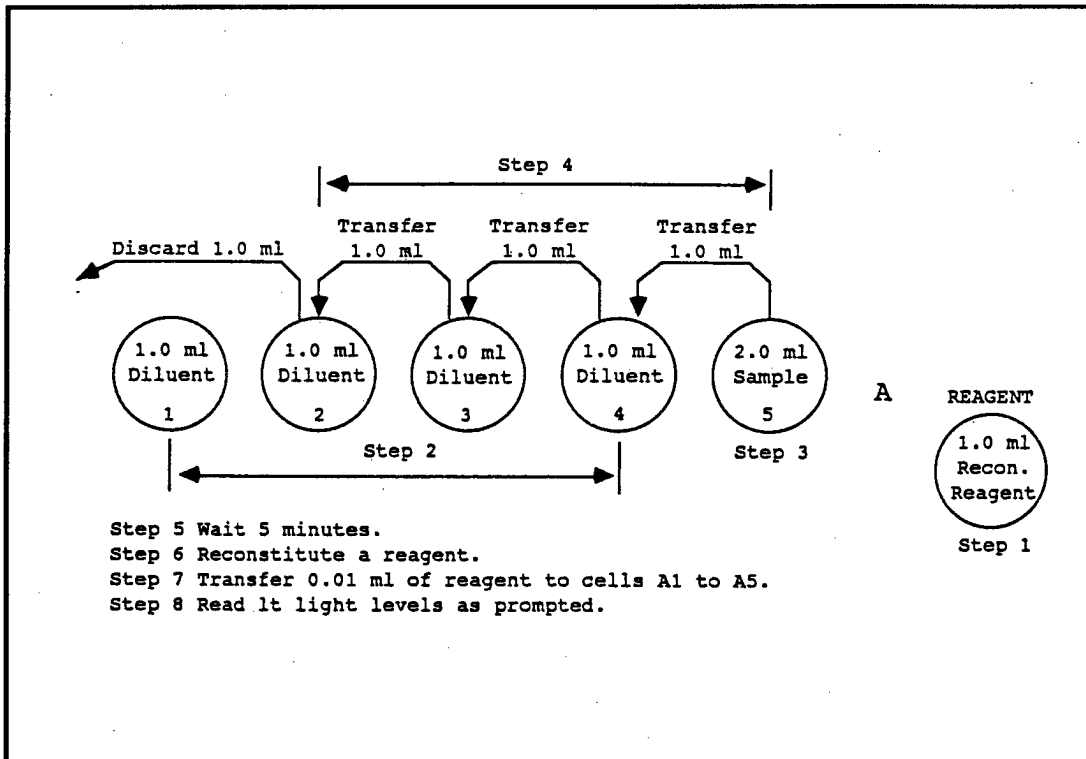 Step 4
Transfer
1.0 ml
Transfer
1.0 ml
Transfer
1.0 ml
Discard 1.0 ml
1.0 ml
Diluent
1
1.0 ml
Diluent
2
1.0 ml
Diluent
3
1.0 ml
Diluent
4
2.0 ml
Sample
5
A
REAGENT
1.0 ml
Recon.
Reagent
Step 1
Step 2
Step 3
Step 5 Wait 5 minutes.
Step 6 Reconstitute a reagent.
Step 7 Transfer 0.01 ml of reagent to cells A1 to A5.
Step 8 Read lt light levels as prompted.